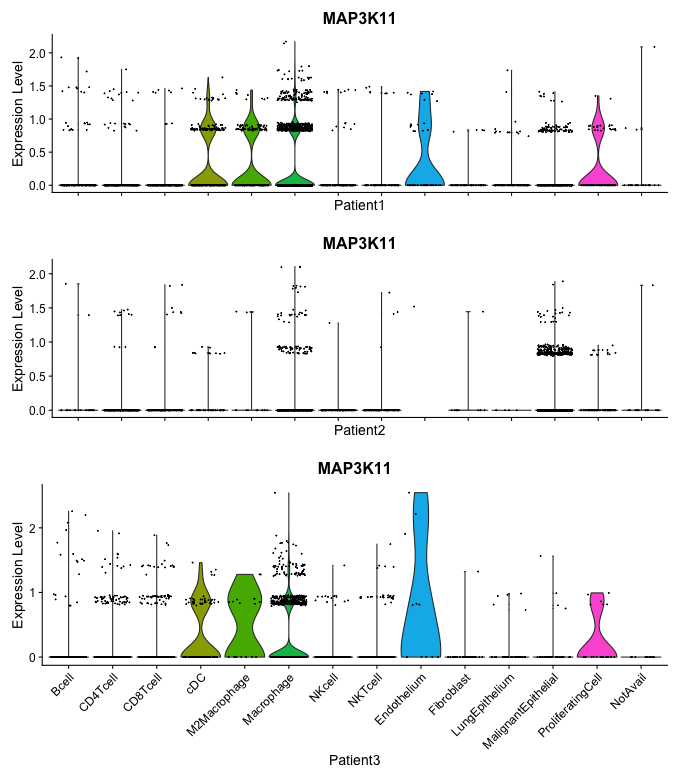 MAP3K11
Expression Level
2.0
1.5
1.0
0.5
0.0
Patient1
MAP3K11
Expression Level
2.0
1.5
1.0
0.5
0.0
Patient2
MAP3K11
Expression Level
2
1
0
Bcell
CD4Tcell
CD8Tcell
cDC
M2Macrophage
Macrophage
NKcell
NKTcell
Endothelium
Fibroblast
LungEpithelium
MalignantEpithelial
ProliferatingCell
NotAvail
Patient3